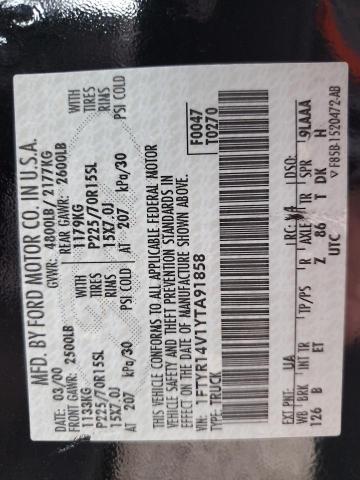 MFD. BY FORD MOTOR CO. IN U.S.A.
DATE: 03/00 GVWR: 4800LB / 2177KG
FRONT GAWR: 2500LB REAR GAWR: 2600LB
1133KG WITH 1179KG WITH
P225/70R15SL TIRES P225/70R15SL TIRES
15X7.0J RIMS 15X7.0J RIMS
AT 207 kPa/30 PSI COLD AT 207 kPa/30 PSI COLD
THIS VEHICLE CONFORMS TO ALL APPLICABLE FEDERAL MOTOR
VEHICLE SAFETY AND THEFT PREVENTION STANDARDS IN
EFFECT ON THE DATE OF MANUFACTURE SHOWN ABOVE.
VIN: 1FTYR14V1YTA91858 F0047
TYPE: TRUCK T0270
EXT PNT: UA RC: DSO:
WB BRK INT TR TP/PS R AXLE TR SPR 9LAAA
126 B ET Z 86 T DK H
UTC ▽F85B-1520472-AB